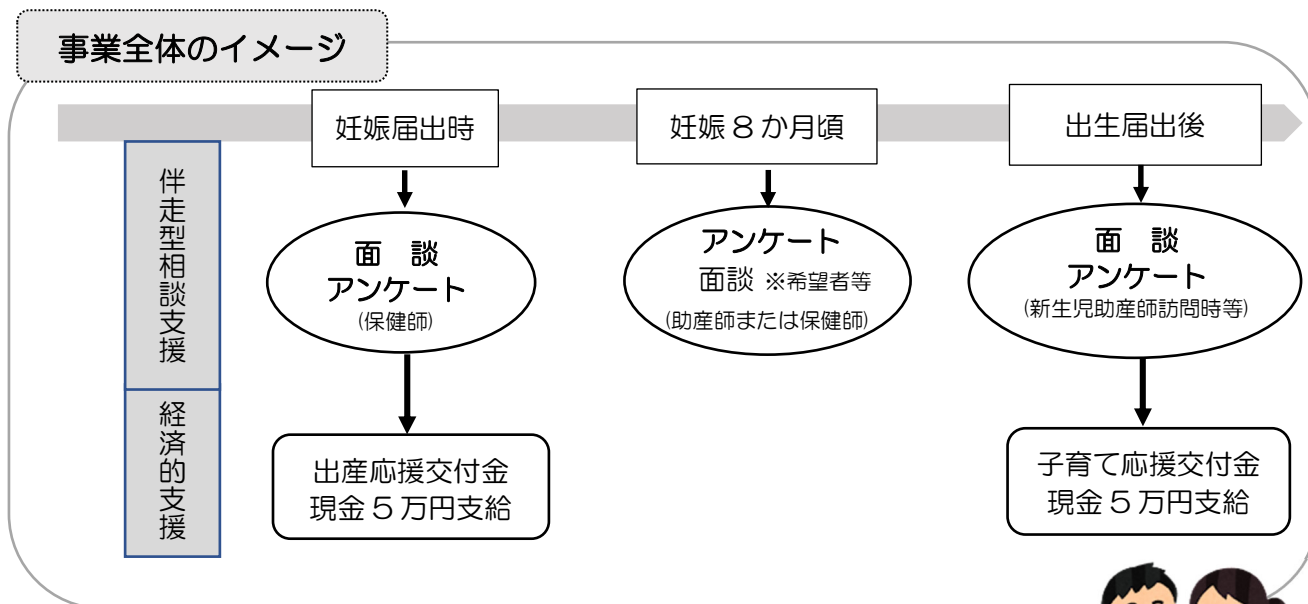 事業全体のイメージ
妊娠届出時
妊娠8か月頃
出生届出後
伴走型相談支援
面 談
アンケート
(保健師)
アンケート
面談 ※希望者等
(助産師または保健師)
面 談
アンケート
(新生児助産師訪問時等)
経済的支援
出産応援交付金
現金5万円支給
子育て応援交付金
現金5万円支給